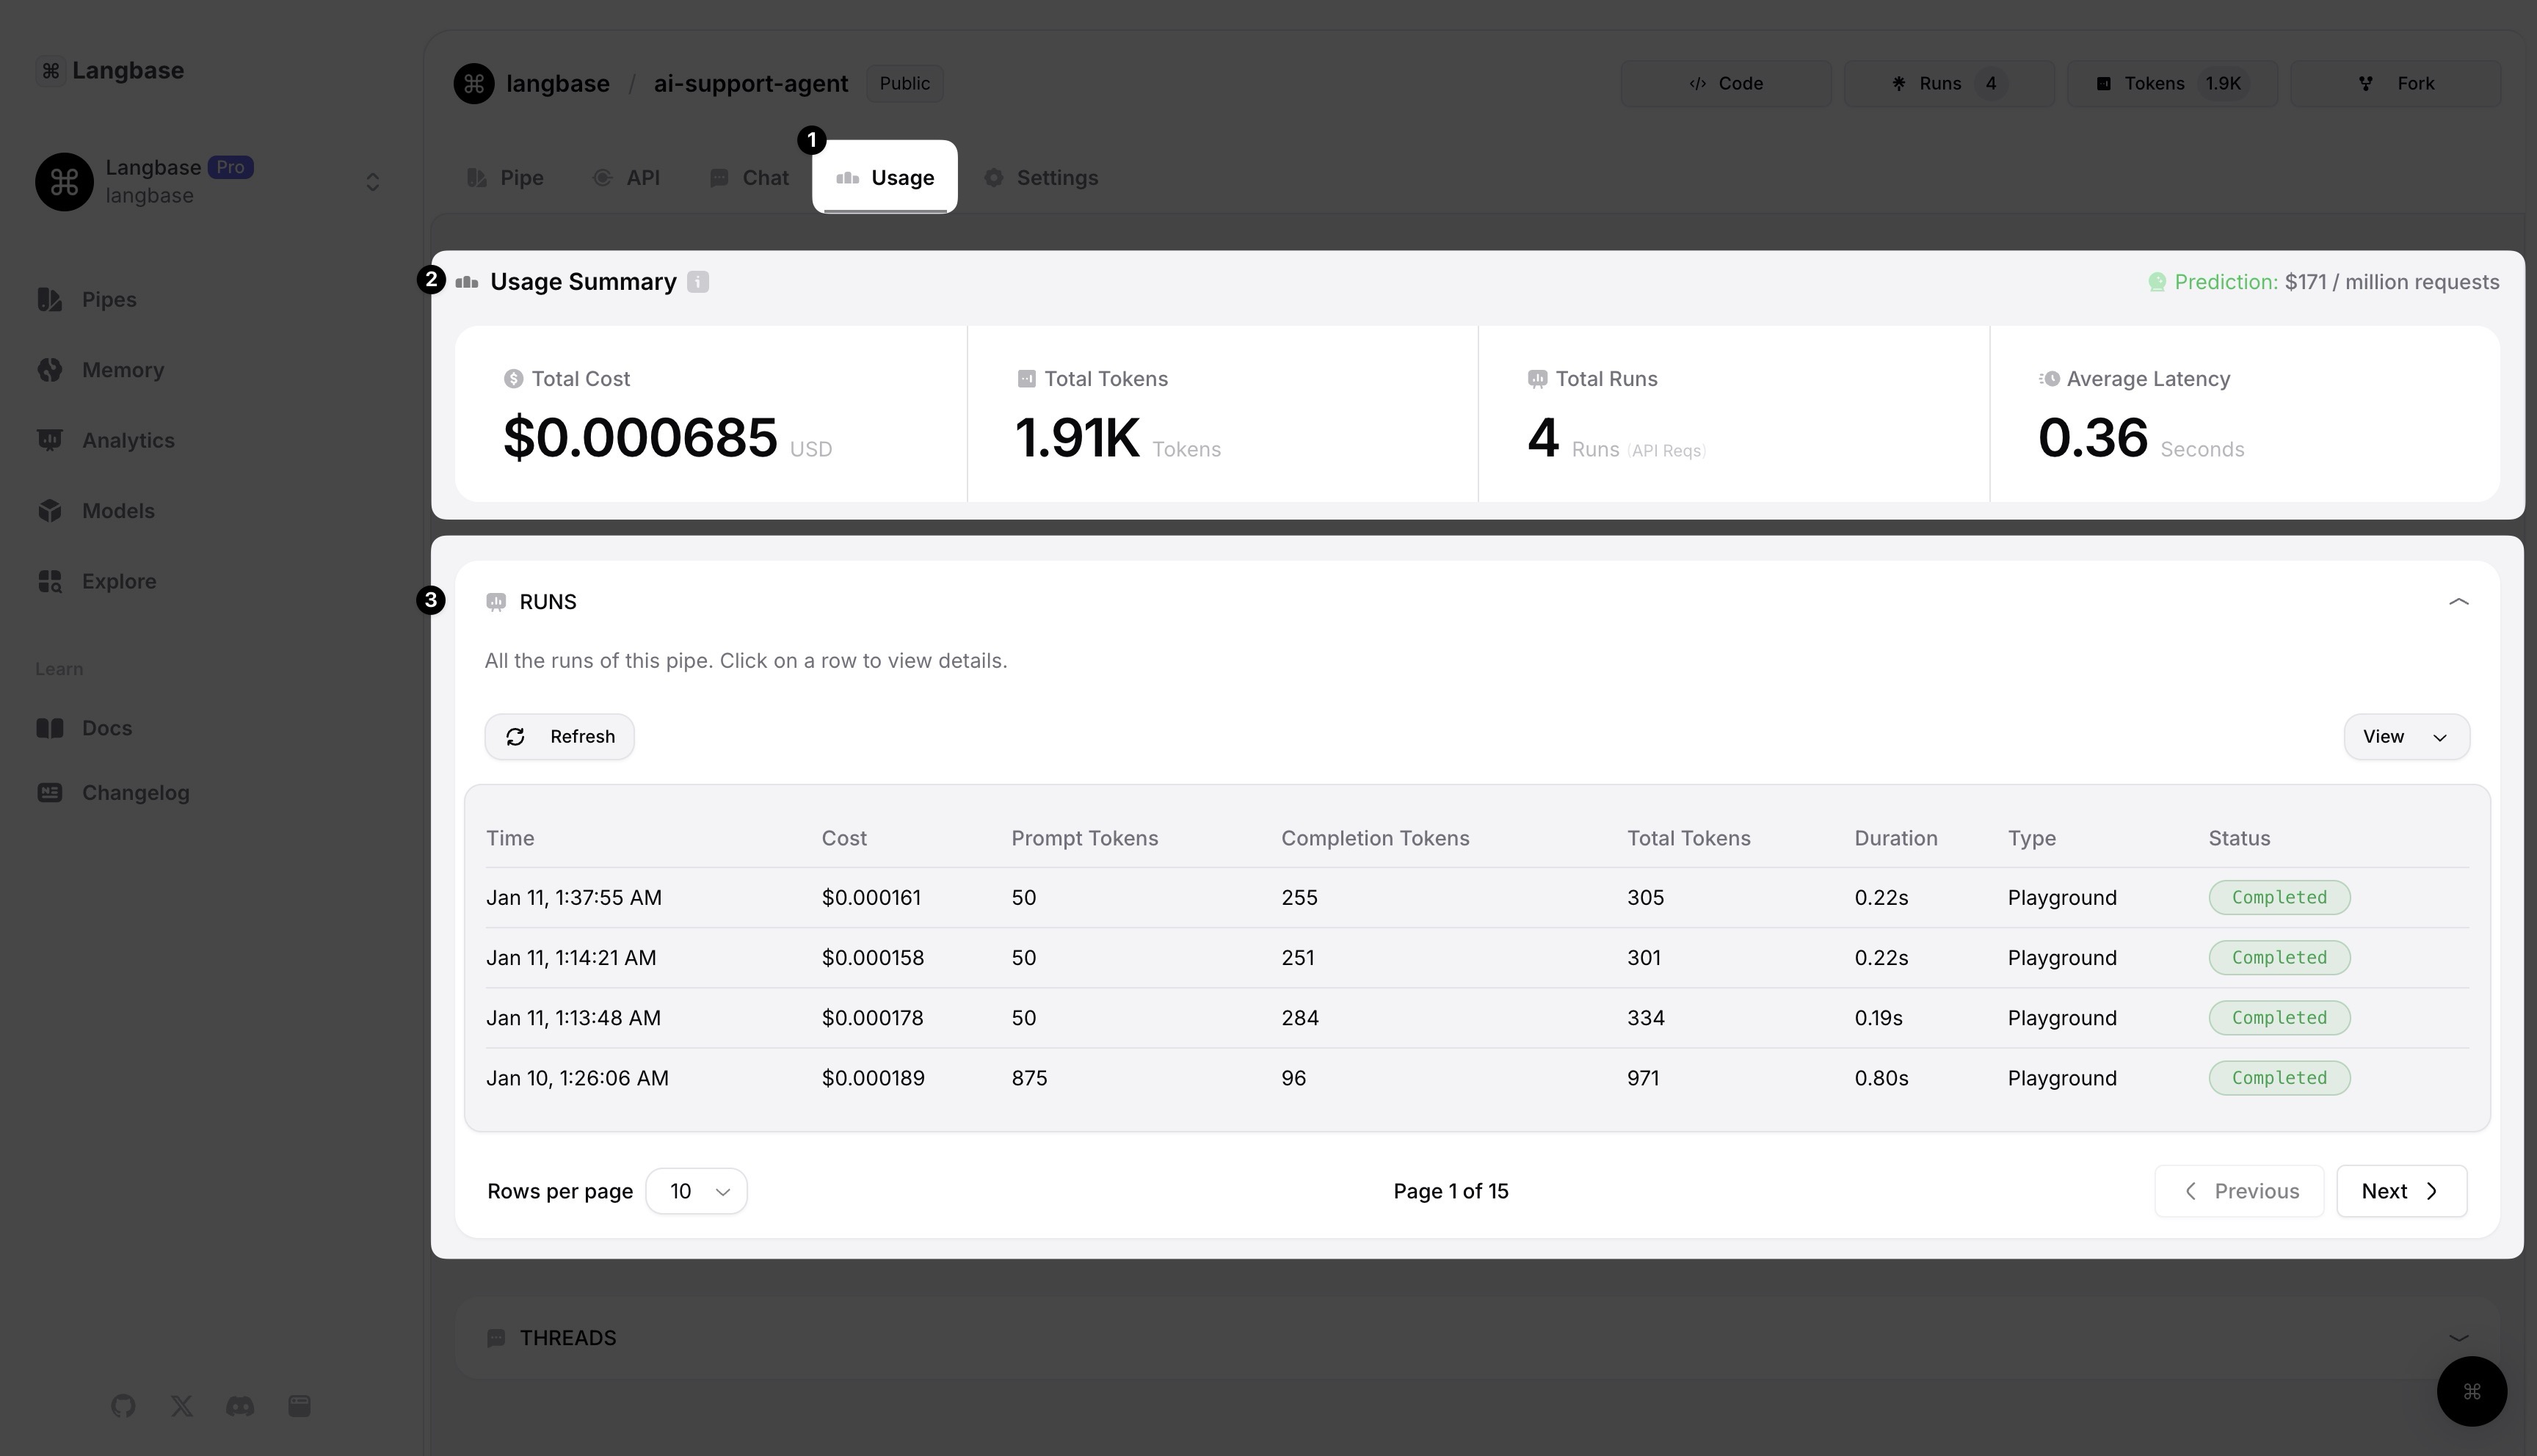 Langbase
Langbase Pro
langbase
Pipes
Memory
Analytics
Models
Explore
Learn
Docs
Changelog
langbase / ai-support-agent Public
Code
Runs 4
Tokens 1.9K
Fork
1
Pipe
API
Chat
Usage
Settings
2
Usage Summary
Prediction: $171 / million requests
Total Cost
$0.000685 USD
Total Tokens
1.91K Tokens
Total Runs
4 Runs (API Reqs)
Average Latency
0.36 Seconds
3
RUNS
All the runs of this pipe. Click on a row to view details.
Refresh
View
Time Cost Prompt Tokens Completion Tokens Total Tokens Duration Type Status
Jan 11, 1:37:55 AM $0.000161 50 255 305 0.22s Playground Completed
Jan 11, 1:14:21 AM $0.000158 50 251 301 0.22s Playground Completed
Jan 11, 1:13:48 AM $0.000178 50 284 334 0.19s Playground Completed
Jan 10, 1:26:06 AM $0.000189 875 96 971 0.80s Playground Completed
Rows per page 10
Page 1 of 15
Previous
Next
THREADS